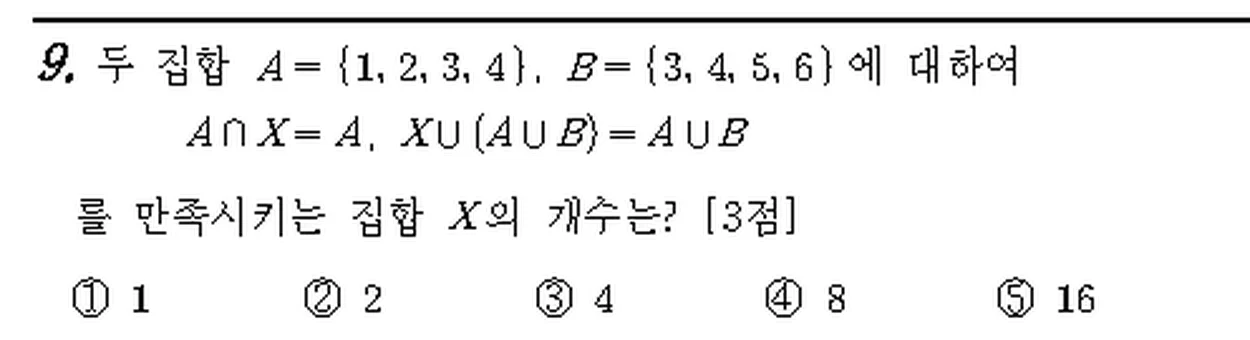 9. 두 집합 A = {1, 2, 3, 4}, B = {3, 4, 5, 6}에 대하여
A∩X = A, X∪(A∪B) = A∪B
를 만족시키는 집합 X의 개수는? [3점]
① 1 ② 2 ③ 4 ④ 8 ⑤ 16